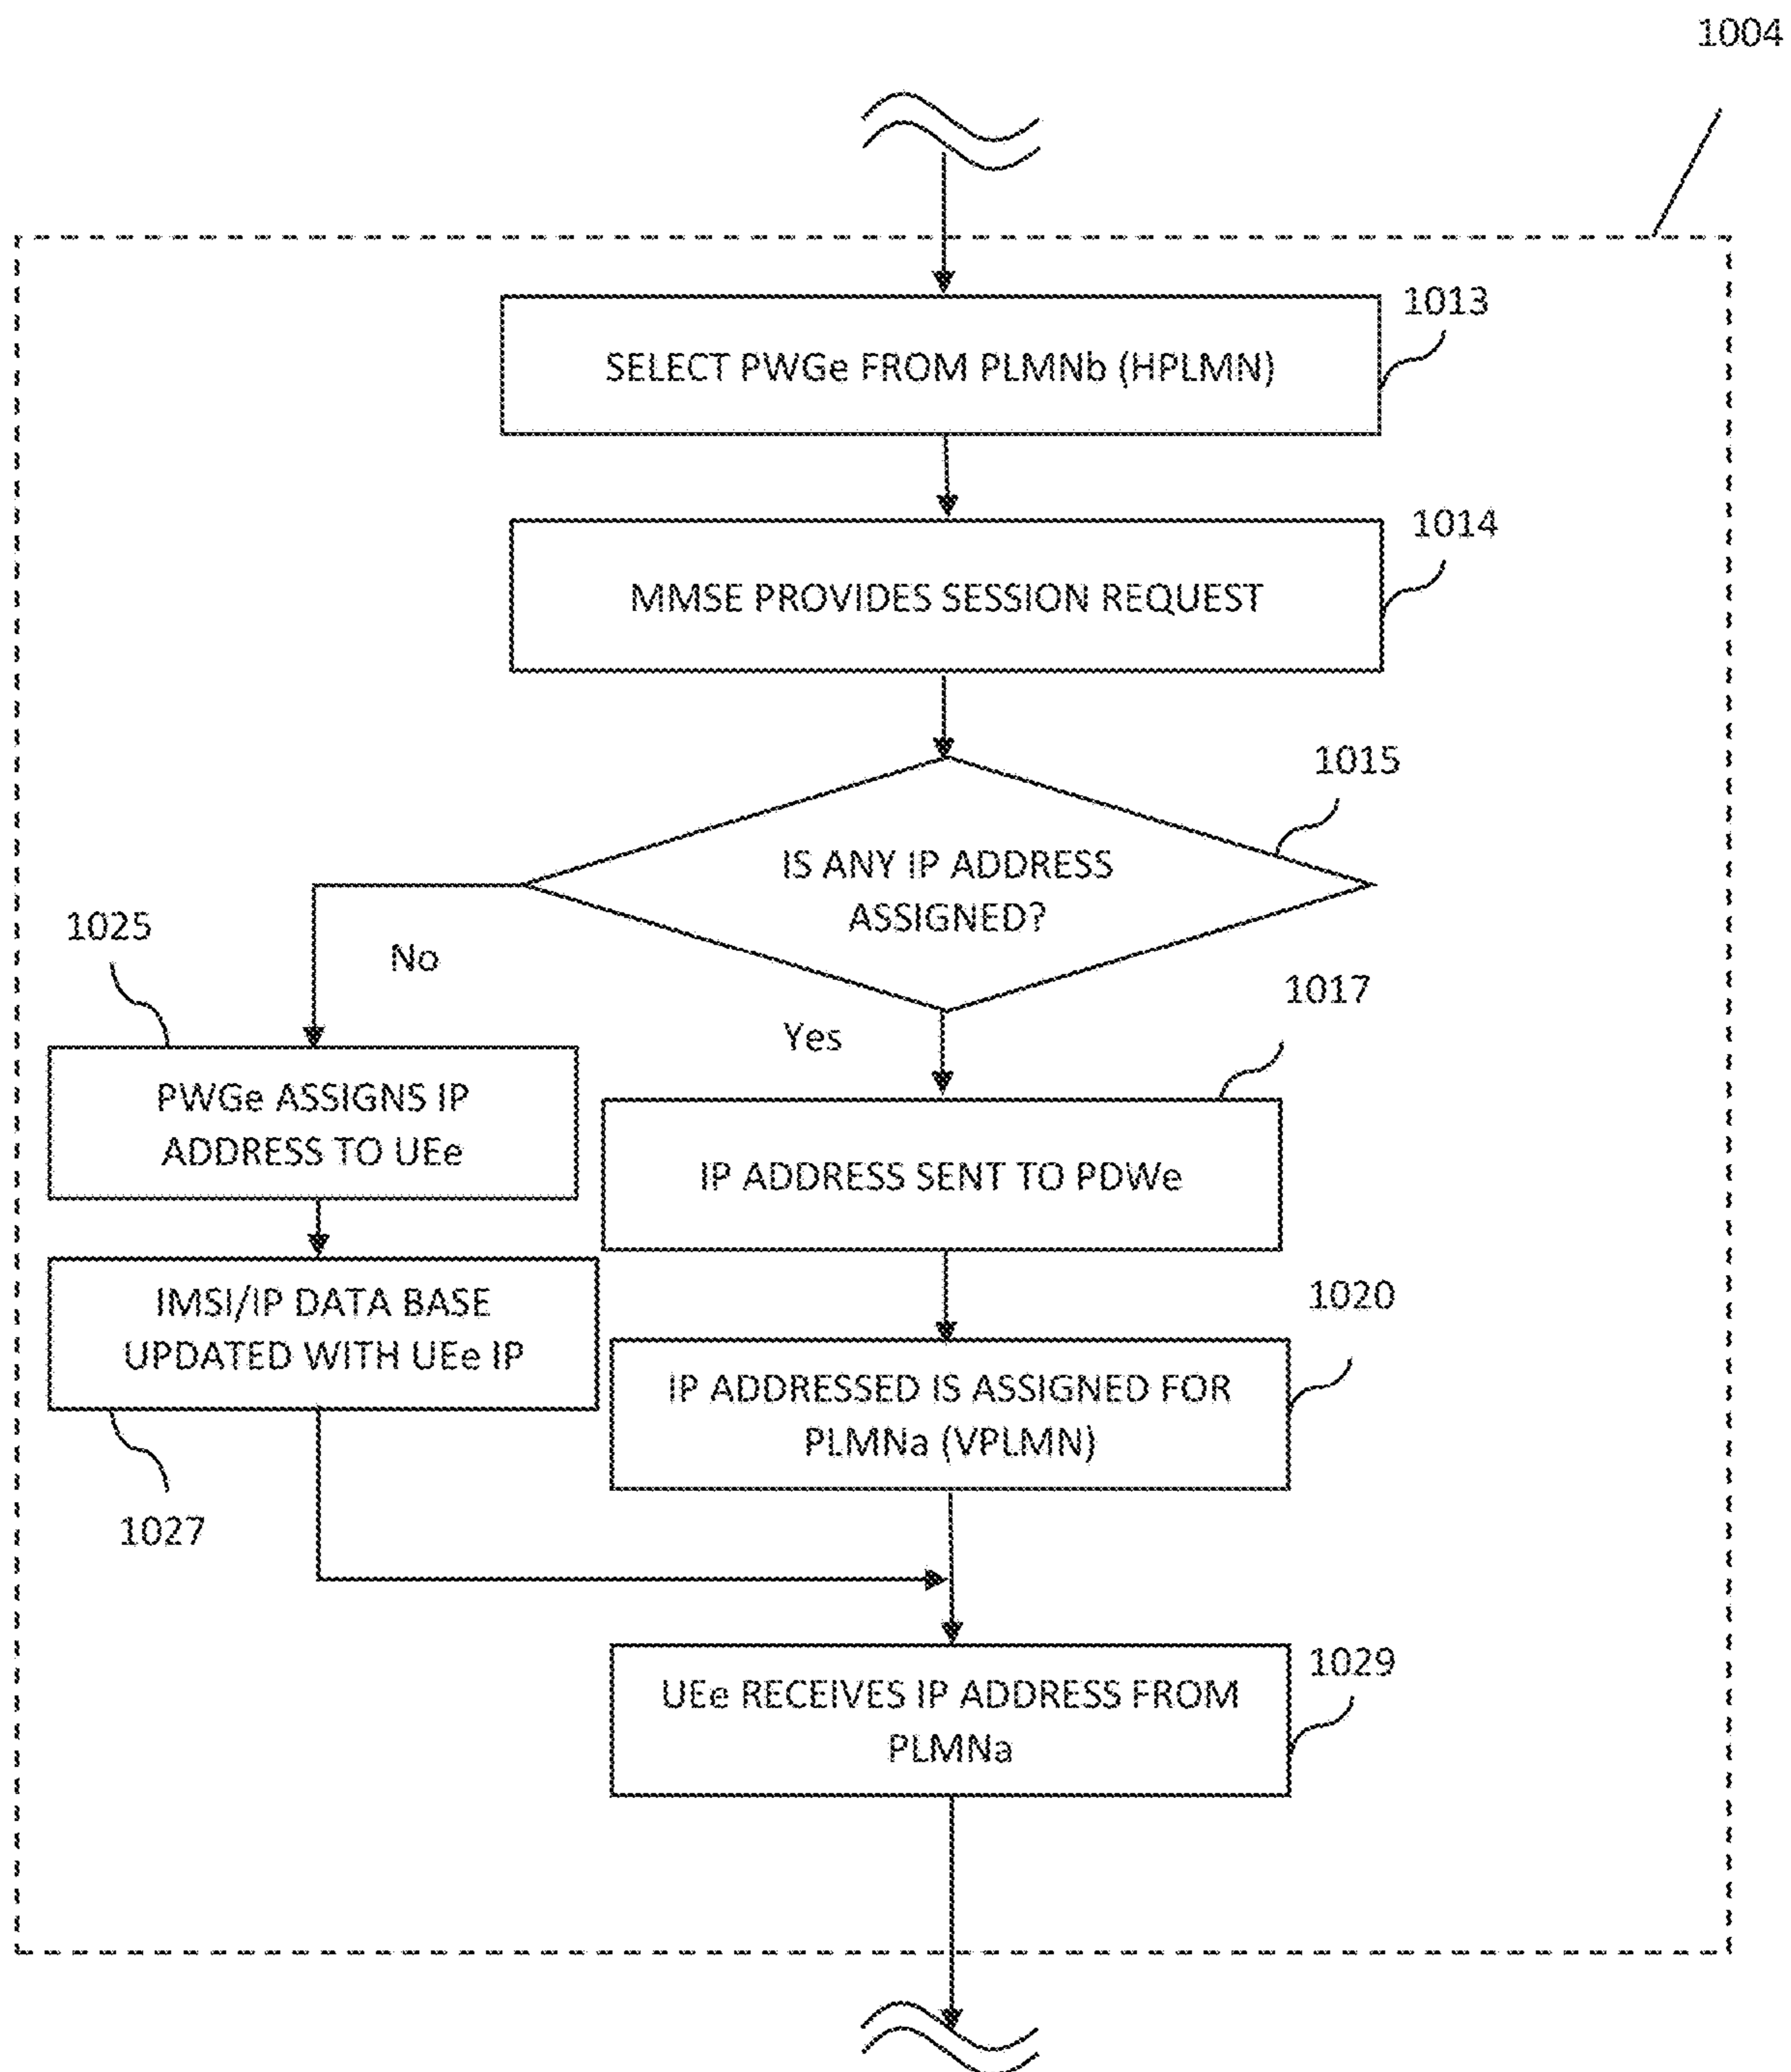 1004
1013
SELECT PWGe FROM PLMNb (HPLMN)
1014
MMSE PROVIDES SESSION REQUEST
1015
IS ANY IP ADDRESS
ASSIGNED?
1025
No
1017
Yes
PWGe ASSIGNS IP
ADDRESS TO UEe
IP ADDRESS SENT TO PDWe
IMSI/IP DATA BASE
UPDATED WITH UEe IP
1020
IP ADDRESSED IS ASSIGNED FOR
PLMNa (VPLMN)
1027
1029
UEe RECEIVES IP ADDRESS FROM
PLMNa